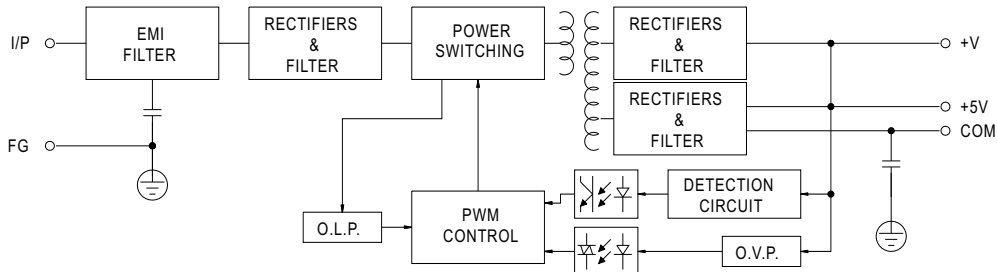 I/P
EMI
FILTER
RECTIFIERS
&
FILTER
POWER
SWITCHING
RECTIFIERS
&
FILTER
+V
RECTIFIERS
&
FILTER
+5V
COM
FG
O.L.P.
PWM
CONTROL
DETECTION
CIRCUIT
O.V.P.